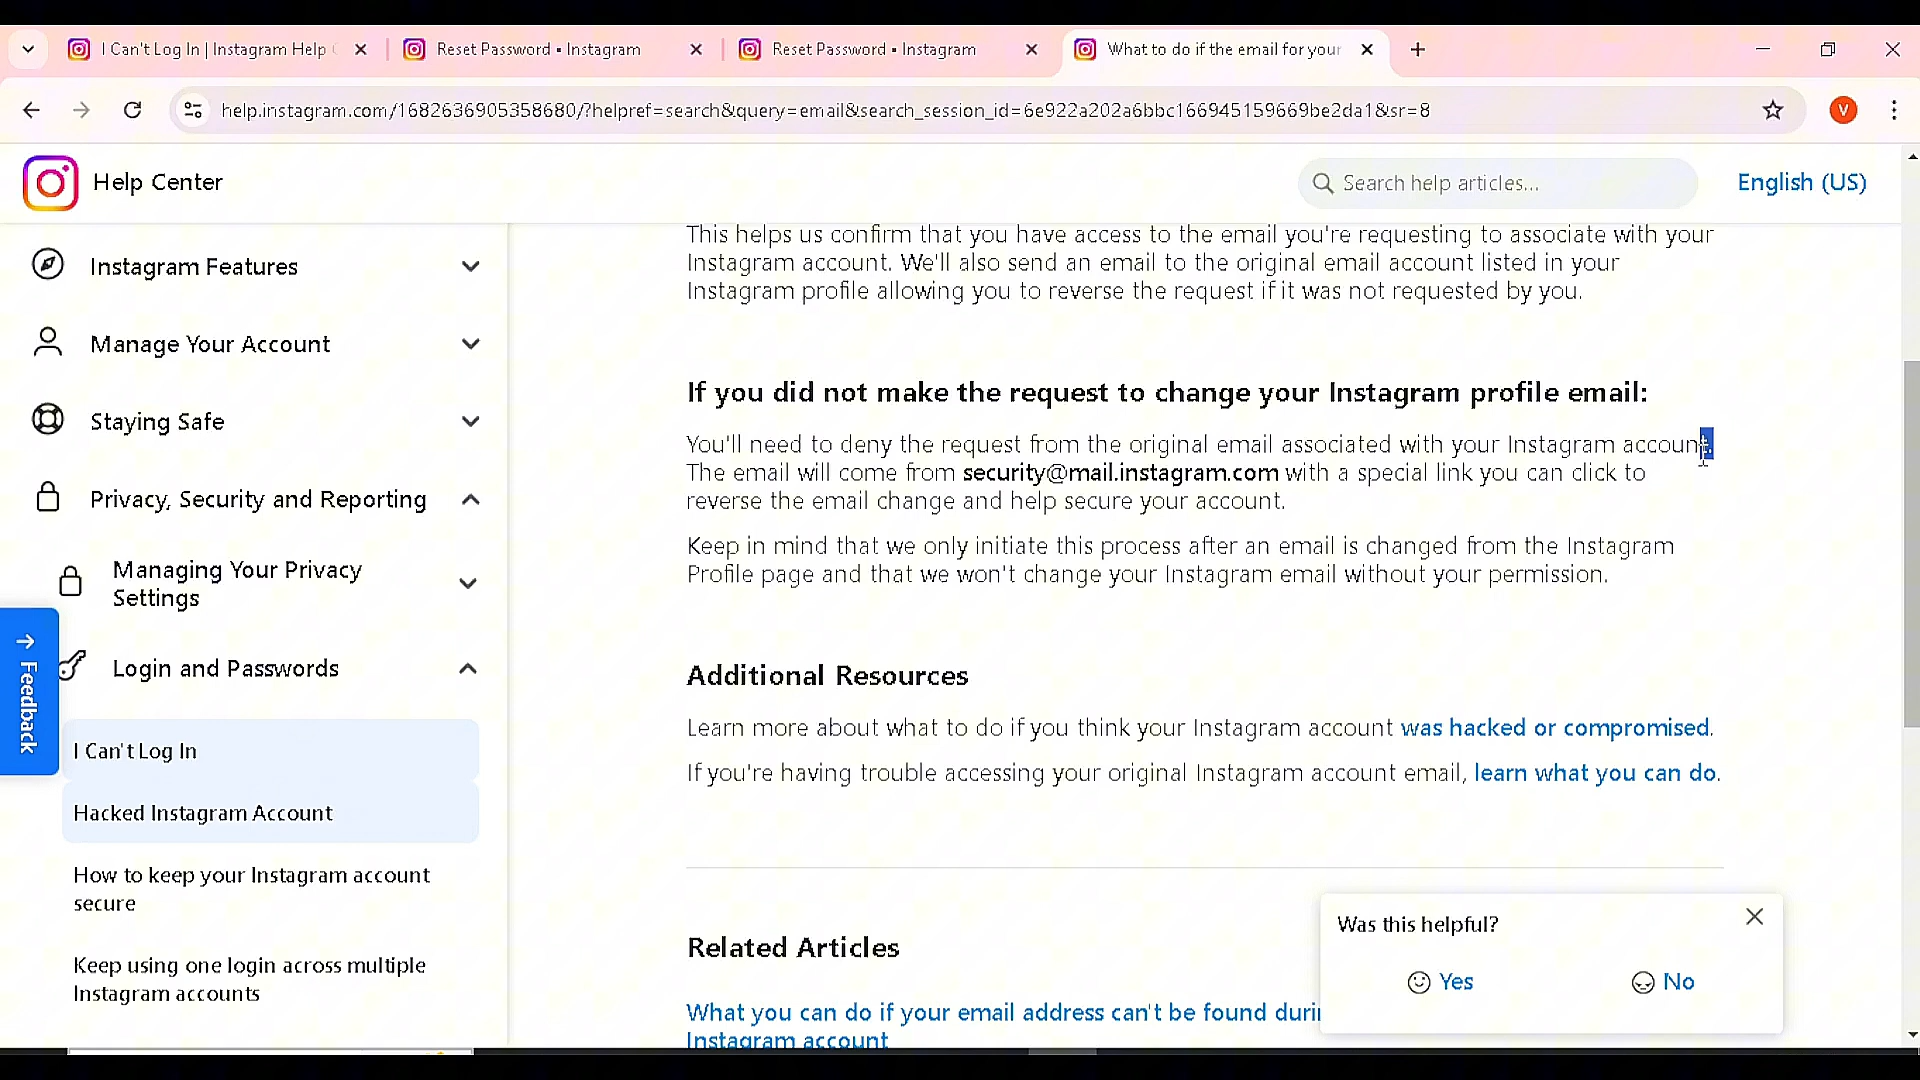 I Can't Log In | Instagram Help C
Reset Password • Instagram
Reset Password • Instagram
What to do if the email for your
help.instagram.com/1682636905358680/?helpref=search&query=email&search_session_id=6e922a202a6bbc166945159669be2da1&sr=8
V
Help Center
Search help articles...
English (US)
Instagram Features
Manage Your Account
Staying Safe
Privacy, Security and Reporting
Managing Your Privacy
Settings
Login and Passwords
I Can't Log In
Hacked Instagram Account
How to keep your Instagram account
secure
Keep using one login across multiple
Instagram accounts
Feedback
This helps us confirm that you have access to the email you're requesting to associate with your
Instagram account. We'll also send an email to the original email account listed in your
Instagram profile allowing you to reverse the request if it was not requested by you.
If you did not make the request to change your Instagram profile email:
You'll need to deny the request from the original email associated with your Instagram account.
The email will come from security@mail.instagram.com with a special link you can click to
reverse the email change and help secure your account.
Keep in mind that we only initiate this process after an email is changed from the Instagram
Profile page and that we won't change your Instagram email without your permission.
Additional Resources
Learn more about what to do if you think your Instagram account was hacked or compromised.
If you're having trouble accessing your original Instagram account email, learn what you can do.
Related Articles
What you can do if your email address can't be found duri
Instagram account
Was this helpful?
Yes
No